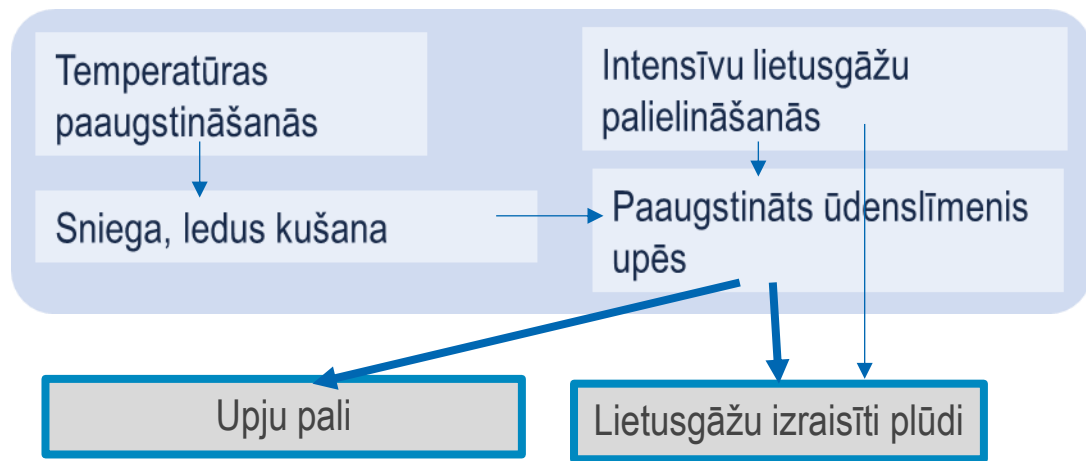 Temperatūras
paaugstināšanās
Intensīvu lietusgāžu
palielināšanās
Sniega, ledus kušana
Paaugstināts ūdenslīmenis
upēs
Upju pali
Lietusgāžu izraisīti plūdi